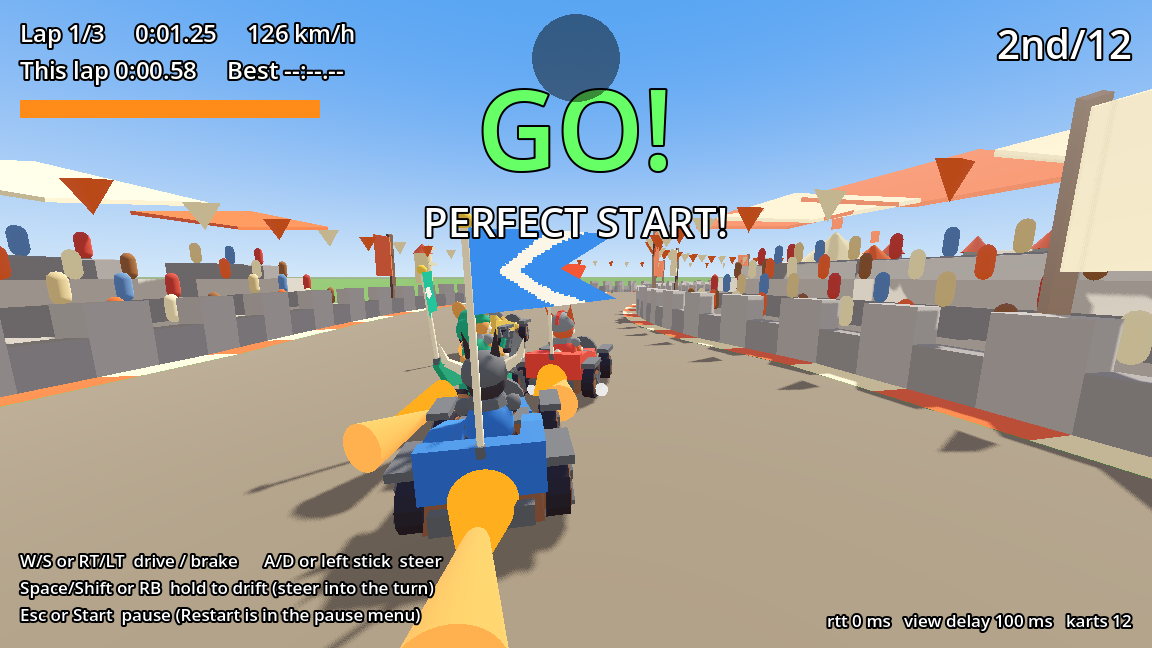 Lap 1/3 0:01.25 126 km/h
2nd/12
This lap 0:00.58 Best --:--.--
GO!
PERFECT START!
W/S or RT/LT drive / brake A/D or left stick steer
Space/Shift or RB hold to drift (steer into the turn)
Esc or Start pause (Restart is in the pause menu)
rtt 0 ms view delay 100 ms karts 12